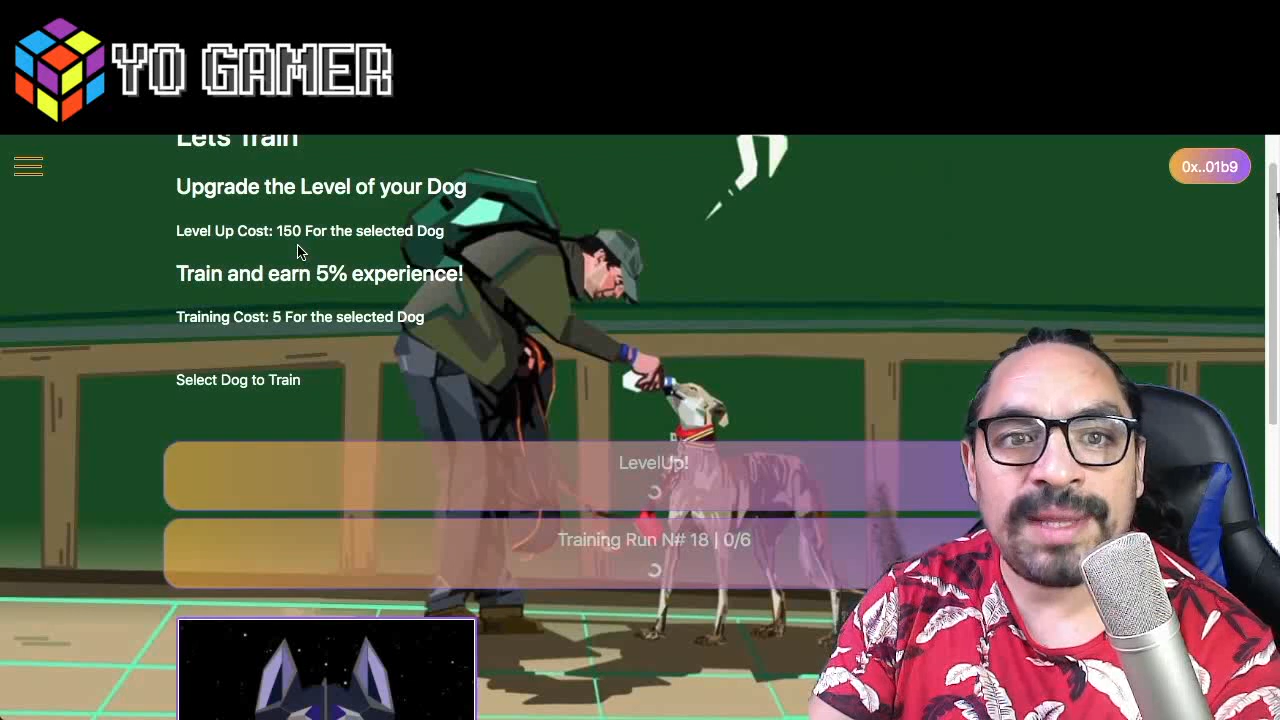 YO GAMER
Lets Train
0x..01b9
Upgrade the Level of your Dog
Level Up Cost: 150 For the selected Dog
Train and earn 5% experience!
Training Cost: 5 For the selected Dog
Select Dog to Train
LevelUp!
Training Run N# 18 | 0/6